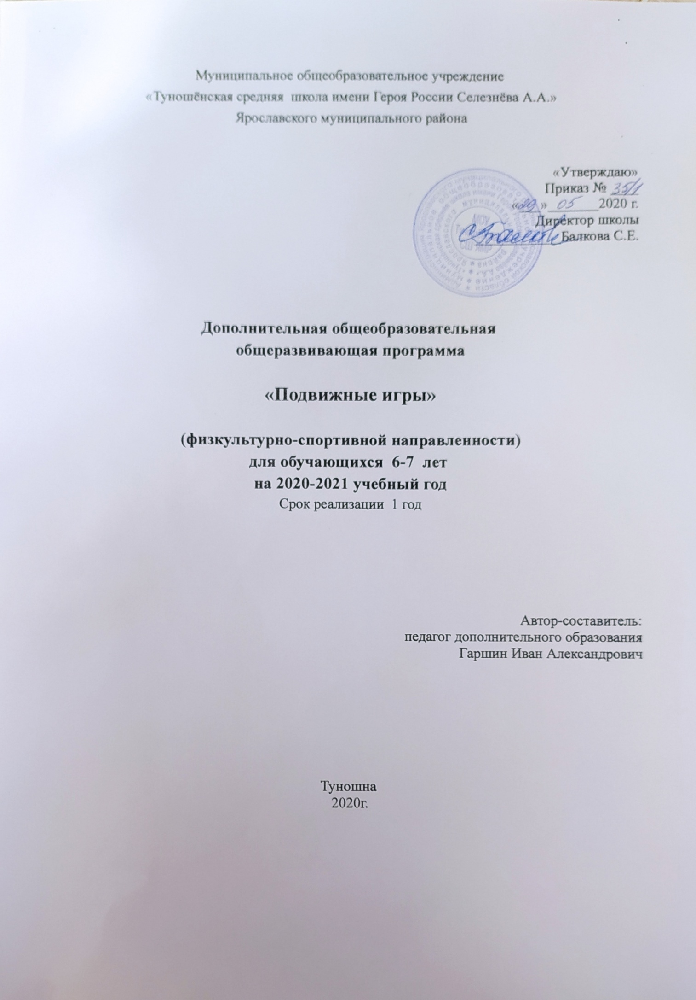 Муниципальное общеобразовательное учреждение
«Туношёнская средняя школа имени Героя России Селезнёва А.А.»
Ярославского муниципального района
«Утверждаю»
Приказ № 35/1
«29» 05 2020 г.
Директор школы
Балкова С.Е.
МОУ
СШ ЯМР
Дополнительная общеобразовательная
общеразвивающая программа
«Подвижные игры»
(физкультурно-спортивной направленности)
для обучающихся 6-7 лет
на 2020-2021 учебный год
Срок реализации 1 год
Автор-составитель:
педагог дополнительного образования
Гаршин Иван Александрович
Туношна
2020г.